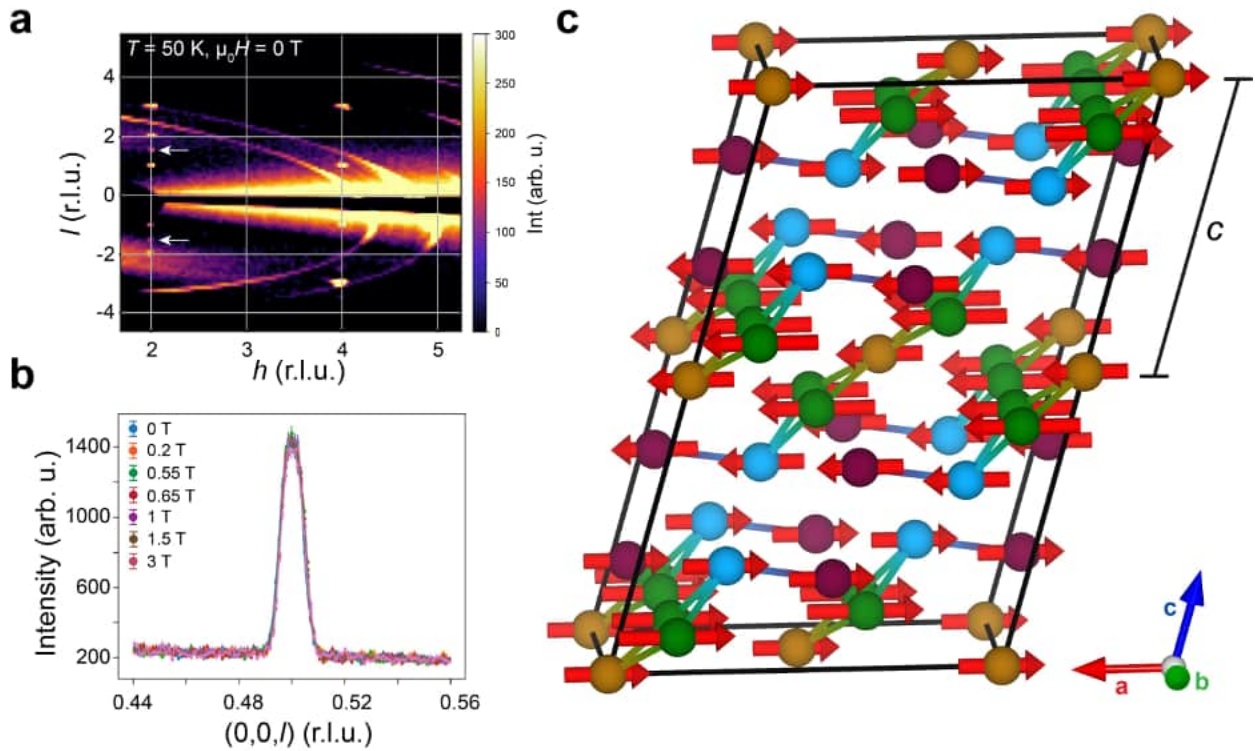 a
T = 50 K, μ₀H = 0 T
4
2
0
-2
-4
l (r.l.u.)
2
3
4
5
h (r.l.u.)
300
250
200
150
100
50
0
Int (arb. u.)
b
0 T
0.2 T
0.55 T
0.65 T
1 T
1.5 T
3 T
1400
1000
600
200
Intensity (arb. u.)
0.44
0.48
0.52
0.56
(0,0,l) (r.l.u.)
c
c
c
a
b